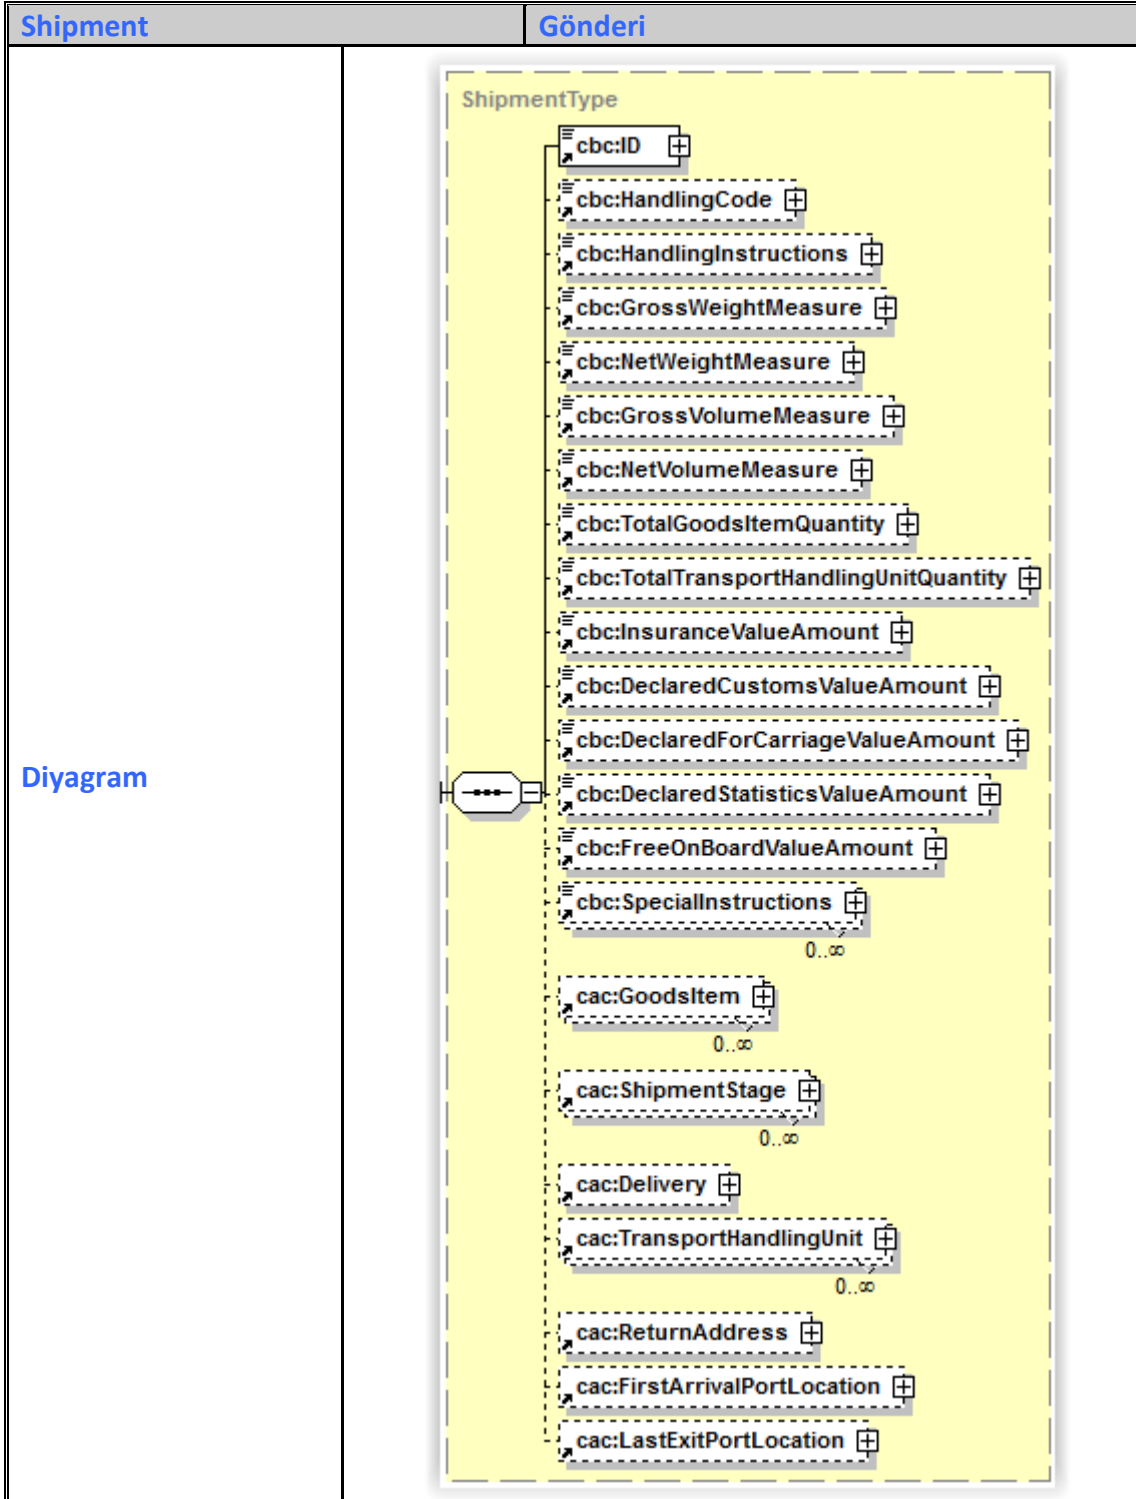 Shipment Gönderi
ShipmentType
cbc:ID
cbc:HandlingCode
cbc:HandlingInstructions
cbc:GrossWeightMeasure
cbc:NetWeightMeasure
cbc:GrossVolumeMeasure
cbc:NetVolumeMeasure
cbc:TotalGoodsItemQuantity
cbc:TotalTransportHandlingUnitQuantity
cbc:InsuranceValueAmount
cbc:DeclaredCustomsValueAmount
cbc:DeclaredForCarriageValueAmount
Diyagram
cbc:DeclaredStatisticsValueAmount
cbc:FreeOnBoardValueAmount
cbc:SpecialInstructions
0..∞
cac:GoodsItem
0..∞
cac:ShipmentStage
0..∞
cac:Delivery
cac:TransportHandlingUnit
0..∞
cac:ReturnAddress
cac:FirstArrivalPortLocation
cac:LastExitPortLocation